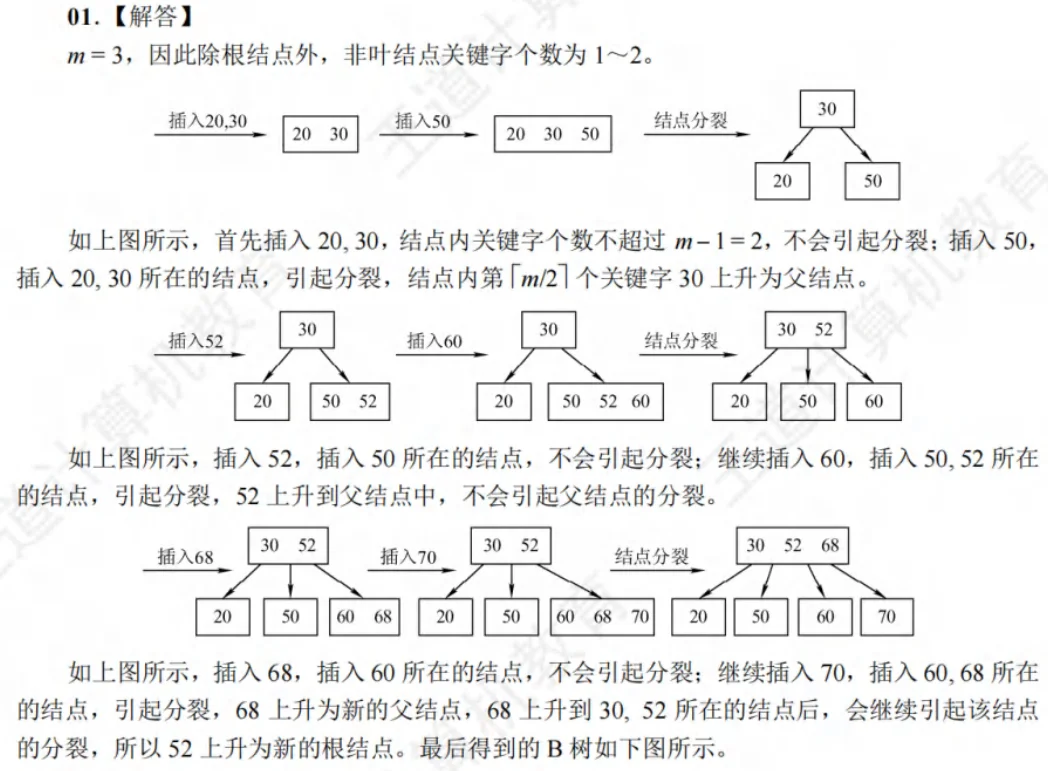 01.【解答】
m = 3，因此除根结点外，非叶结点关键字个数为 1～2。
插入20,30
20 30
插入50
20 30 50
结点分裂
30
20
50
如上图所示，首先插入 20, 30，结点内关键字个数不超过 m – 1 = 2，不会引起分裂；插入 50，
插入 20, 30 所在的结点，引起分裂，结点内第⌈m/2⌉个关键字 30 上升为父结点。
插入52
30
20
50 52
插入60
30
20
50 52 60
结点分裂
30 52
20
50
60
如上图所示，插入 52，插入 50 所在的结点，不会引起分裂；继续插入 60，插入 50, 52 所在
的结点，引起分裂，52 上升到父结点中，不会引起父结点的分裂。
插入68
30 52
20
50
60 68
插入70
30 52
20
50
60 68 70
结点分裂
30 52 68
20
50
60
70
如上图所示，插入 68，插入 60 所在的结点，不会引起分裂；继续插入 70，插入 60, 68 所在
的结点，引起分裂，68 上升为新的父结点，68 上升到 30, 52 所在的结点后，会继续引起该结点
的分裂，所以 52 上升为新的根结点。最后得到的 B 树如下图所示。
王道计算机教育